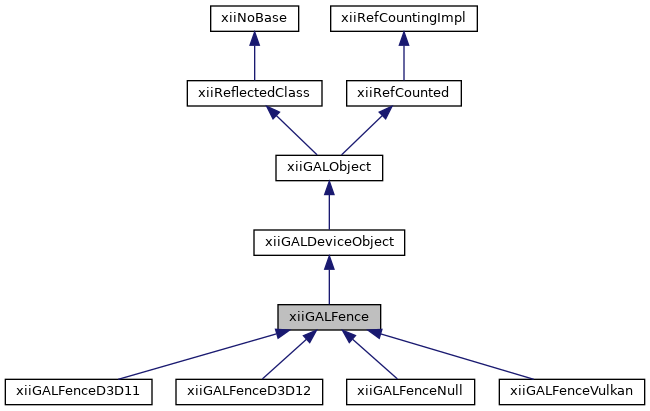 xiiNoBase
xiiRefCountingImpl
xiiReflectedClass
xiiRefCounted
xiiGALObject
xiiGALDeviceObject
xiiGALFence
xiiGALFenceD3D11
xiiGALFenceD3D12
xiiGALFenceNull
xiiGALFenceVulkan